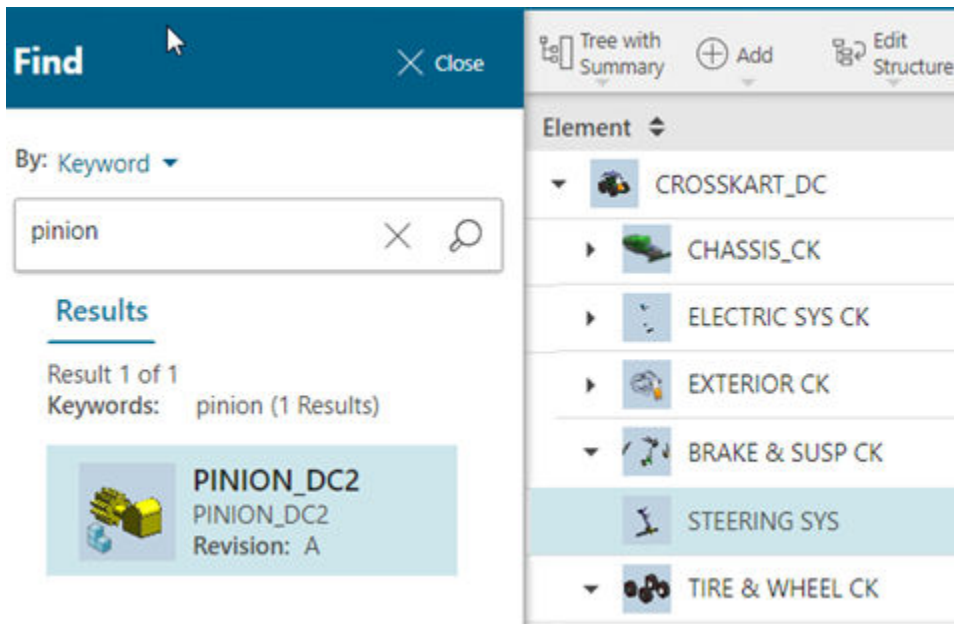 Find
Close
By: Keyword
pinion
Results
Result 1 of 1
Keywords: pinion (1 Results)
PINION_DC2
PINION_DC2
Revision: A
Tree with
Summary
Add
Edit
Structure
Element
CROSSKART_DC
CHASSIS_CK
ELECTRIC SYS CK
EXTERIOR CK
BRAKE & SUSP CK
STEERING SYS
TIRE & WHEEL CK